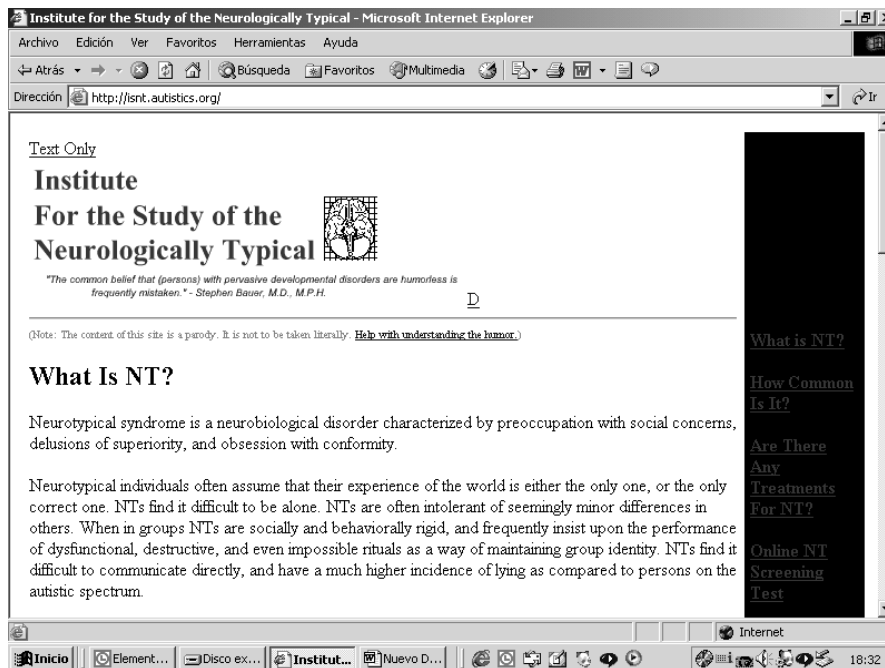 Institute for the Study of the Neurologically Typical - Microsoft Internet Explorer
Archivo Edición Ver Favoritos Herramientas Ayuda
Atrás Búsqueda Favoritos Multimedia
Dirección http://isnt.autistics.org/ Ir
Text Only
Institute
For the Study of the
Neurologically Typical
"The common belief that (persons) with pervasive developmental disorders are humorless is
frequently mistaken." - Stephen Bauer, M.D., M.P.H.
D
(Note: The content of this site is a parody. It is not to be taken literally. Help with understanding the humor.)
What Is NT?
Neurotypical syndrome is a neurobiological disorder characterized by preoccupation with social concerns,
delusions of superiority, and obsession with conformity.
Neurotypical individuals often assume that their experience of the world is either the only one, or the only
correct one. NTs find it difficult to be alone. NTs are often intolerant of seemingly minor differences in
others. When in groups NTs are socially and behaviorally rigid, and frequently insist upon the performance
of dysfunctional, destructive, and even impossible rituals as a way of maintaining group identity. NTs find it
difficult to communicate directly, and have a much higher incidence of lying as compared to persons on the
autistic spectrum.
What is NT?
How Common
Is It?
Are There
Any
Treatments
For NT?
Online NT
Screening
Test
Internet
Inicio Element... Disco ex... Institut... Nuevo D... 18:32